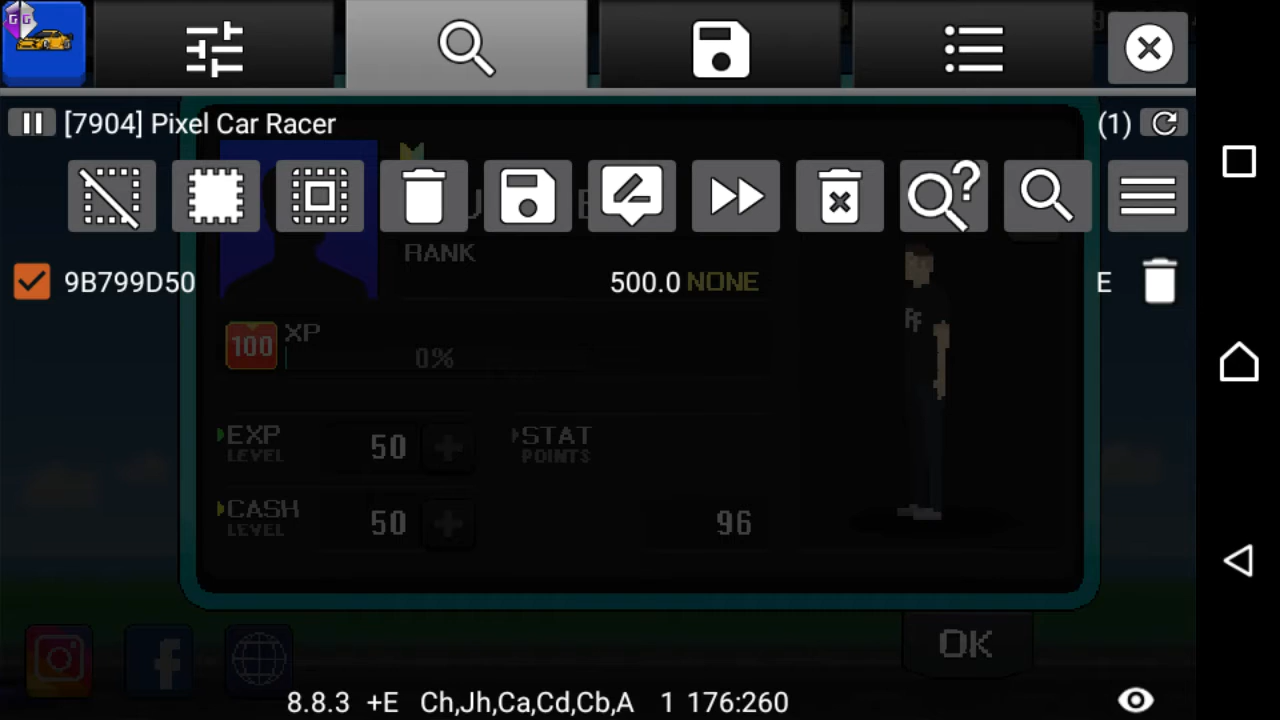 GG
[7904] Pixel Car Racer
(1)
9B799D50
500.0
NONE
E
RANK
100
XP
0%
EXP
LEVEL
50
+
STAT
POINTS
CASH
LEVEL
50
+
96
OK
8.8.3 +E Ch,Jh,Ca,Cd,Cb,A 1 176:260